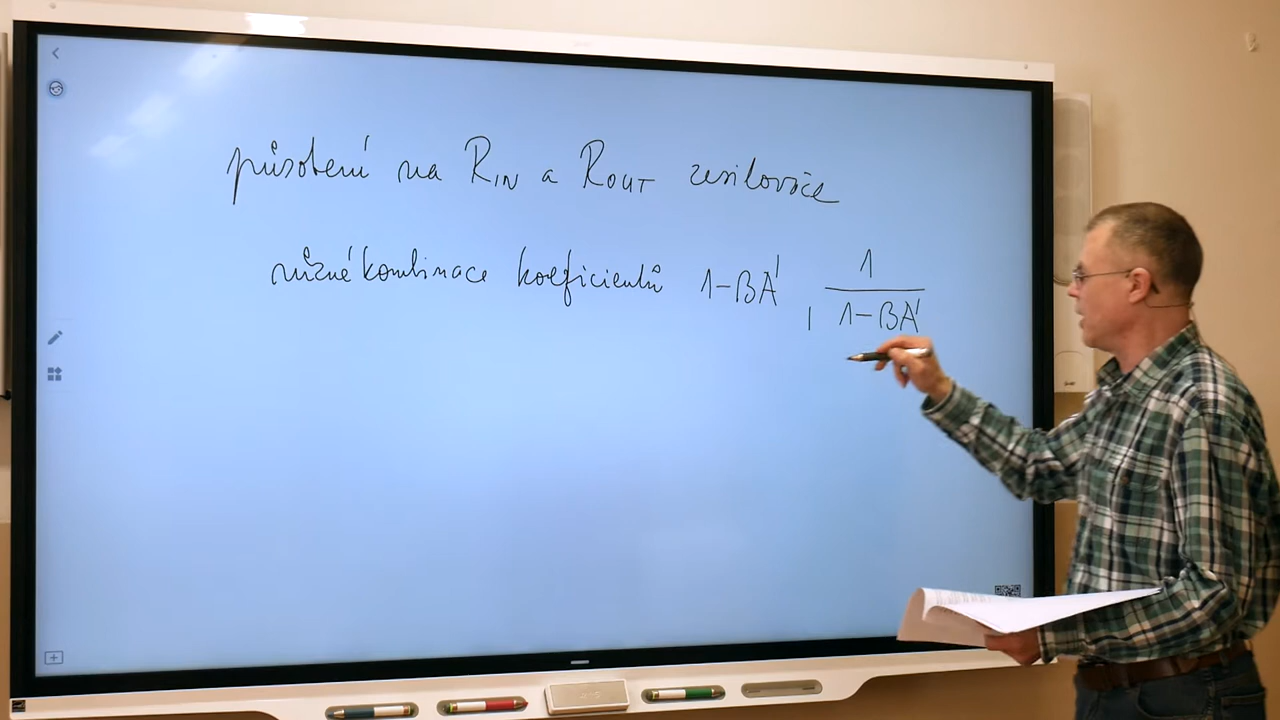 působení na RIN a ROUT zesilovače
různé kombinace koeficientů 1-BA', 1/(1-BA')